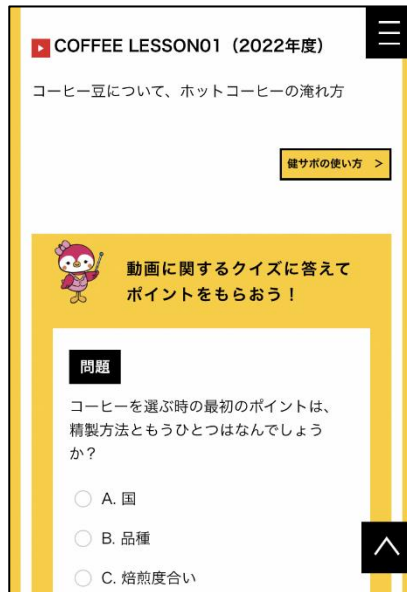 COFFEE LESSON01（2022年度）
コーヒー豆について、ホットコーヒーの淹れ方
健サポの使い方 >
動画に関するクイズに答えて
ポイントをもらおう！
問題
コーヒーを選ぶ時の最初のポイントは、
精製方法ともうひとつはなんでしょう
か？
A. 国
B. 品種
C. 焙煎度合い